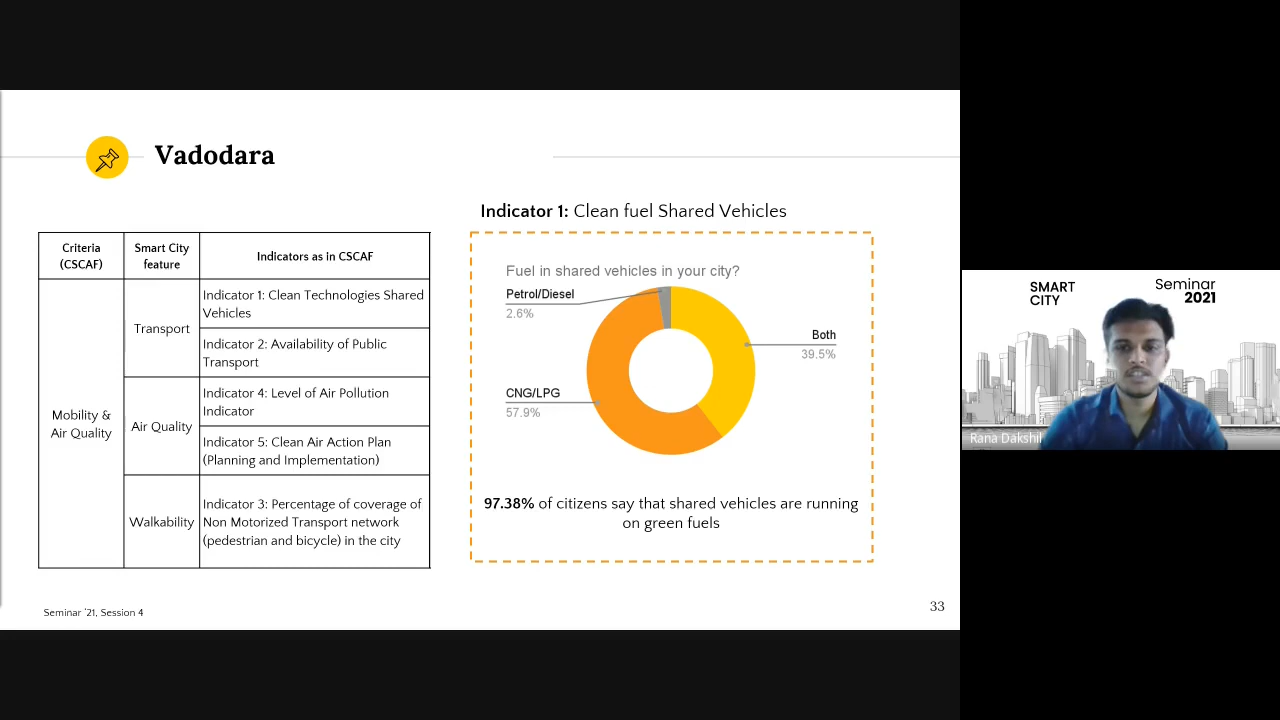 Vadodara
Indicator 1: Clean fuel Shared Vehicles
Criteria
(CSCAF)
Smart City
feature
Indicators as in CSCAF
Mobility &
Air Quality
Transport
Indicator 1: Clean Technologies Shared
Vehicles
Indicator 2: Availability of Public
Transport
Air Quality
Indicator 4: Level of Air Pollution
Indicator
Indicator 5: Clean Air Action Plan
(Planning and Implementation)
Walkability
Indicator 3: Percentage of coverage of
Non Motorized Transport network
(pedestrian and bicycle) in the city
Fuel in shared vehicles in your city?
Petrol/Diesel
2.6%
Both
39.5%
CNG/LPG
57.9%
97.38% of citizens say that shared vehicles are running
on green fuels
Seminar '21, Session 4
33
SMART
CITY
Seminar
2021
Rana Dakshil